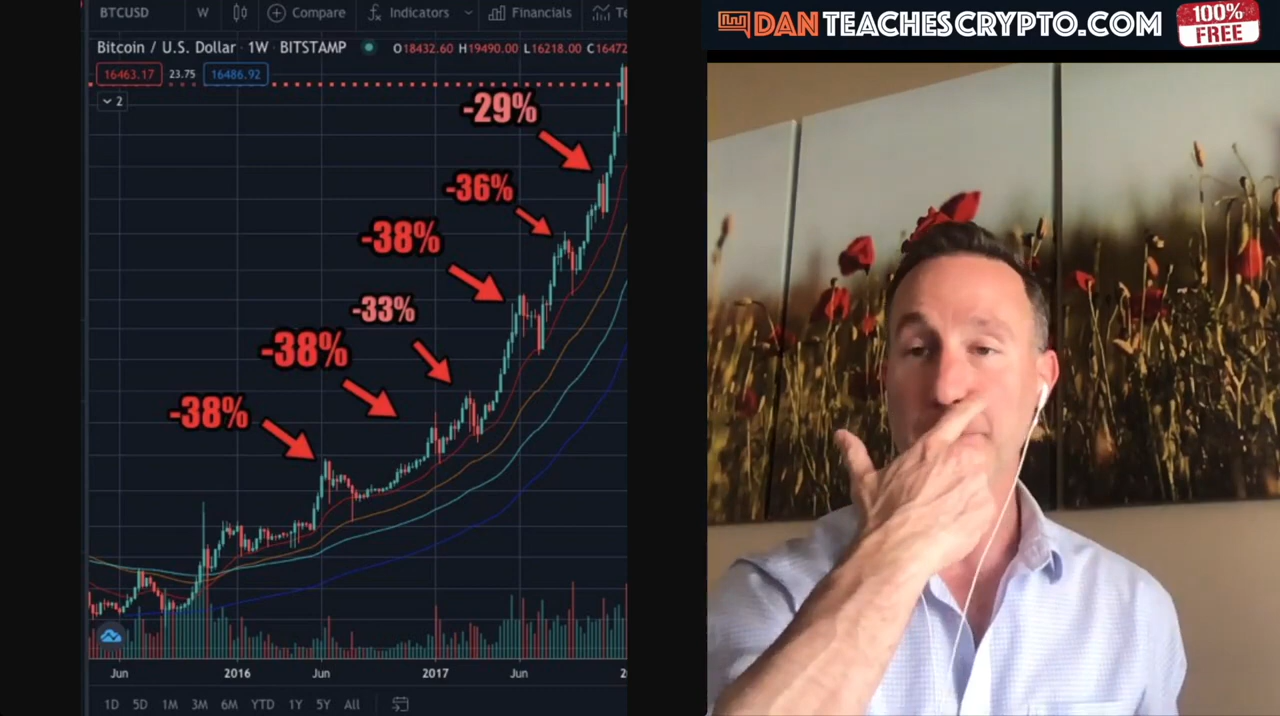 BTCUSD W Compare Indicators Financials Te
DANTEACHESCRYPTO.COM
100%
FREE
Bitcoin / U.S. Dollar · 1W · BITSTAMP O18432.60 H19490.00 L16218.00 C16472
16463.17 23.75 16486.92
2
-29%
-36%
-38%
-33%
-38%
-38%
Jun 2016 Jun 2017 Jun 2
1D 5D 1M 3M 6M YTD 1Y 5Y All